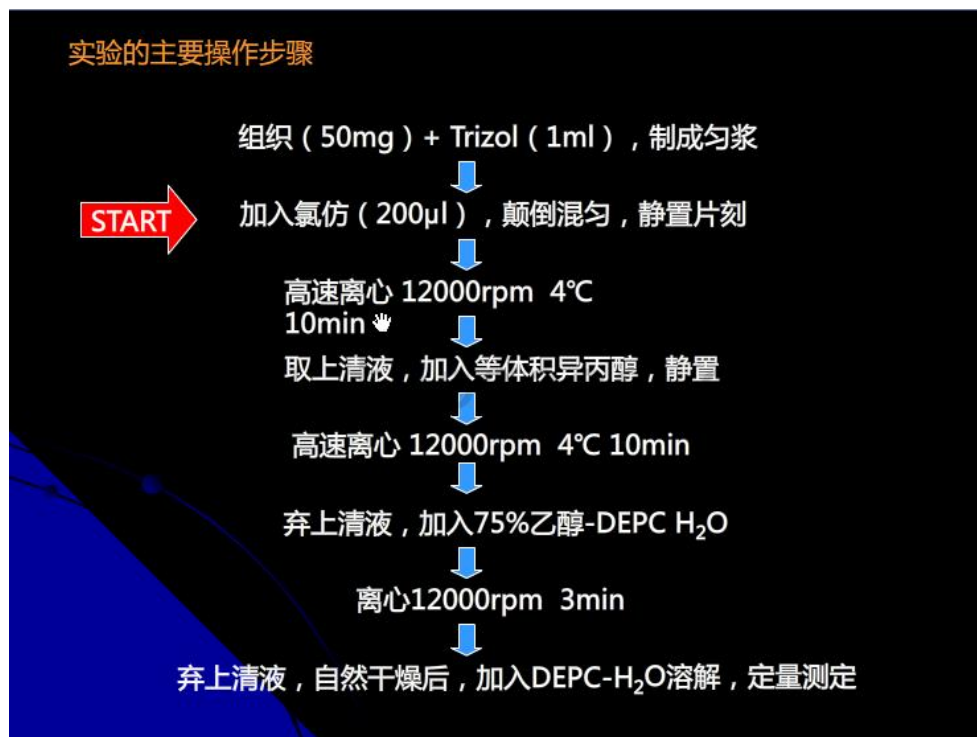 实验的主要操作步骤
组织（50mg）+ Trizol（1ml），制成匀浆
START
加入氯仿（200μl），颠倒混匀，静置片刻
高速离心 12000rpm 4℃
10min
取上清液，加入等体积异丙醇，静置
高速离心 12000rpm 4℃ 10min
弃上清液，加入75%乙醇-DEPC H₂O
离心12000rpm 3min
弃上清液，自然干燥后，加入DEPC-H₂O溶解，定量测定